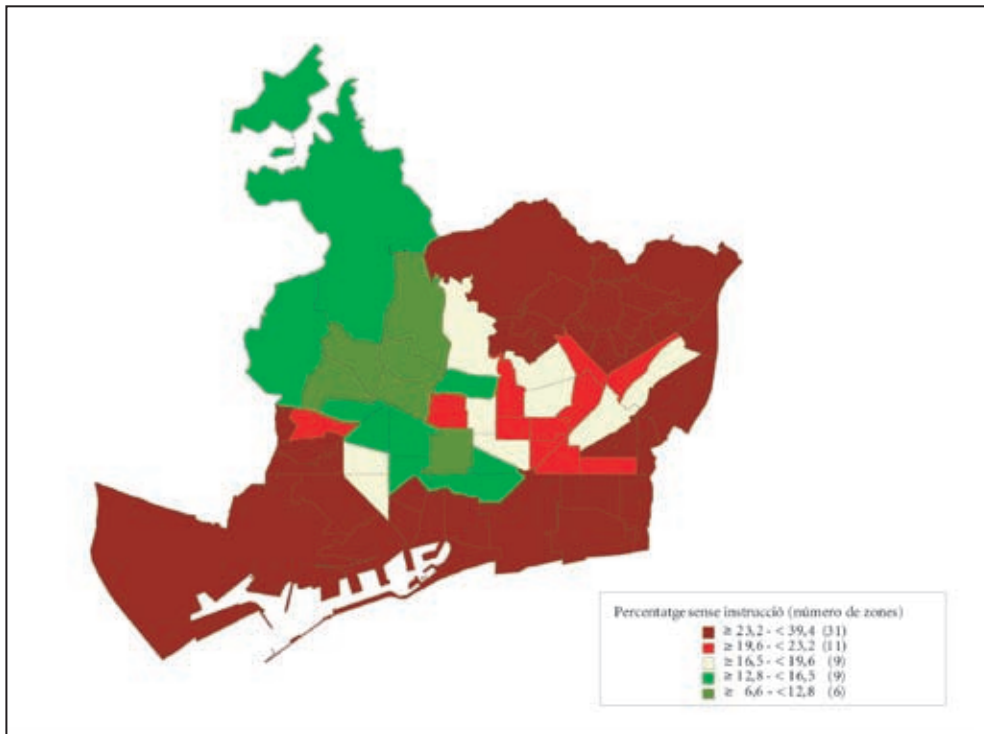 Percentatge sense instrucció (número de zones)
≥ 23,2 - < 39,4 (31)
≥ 19,6 - < 23,2 (11)
≥ 16,5 - < 19,6 (9)
≥ 12,8 - < 16,5 (9)
≥ 6,6 - < 12,8 (6)